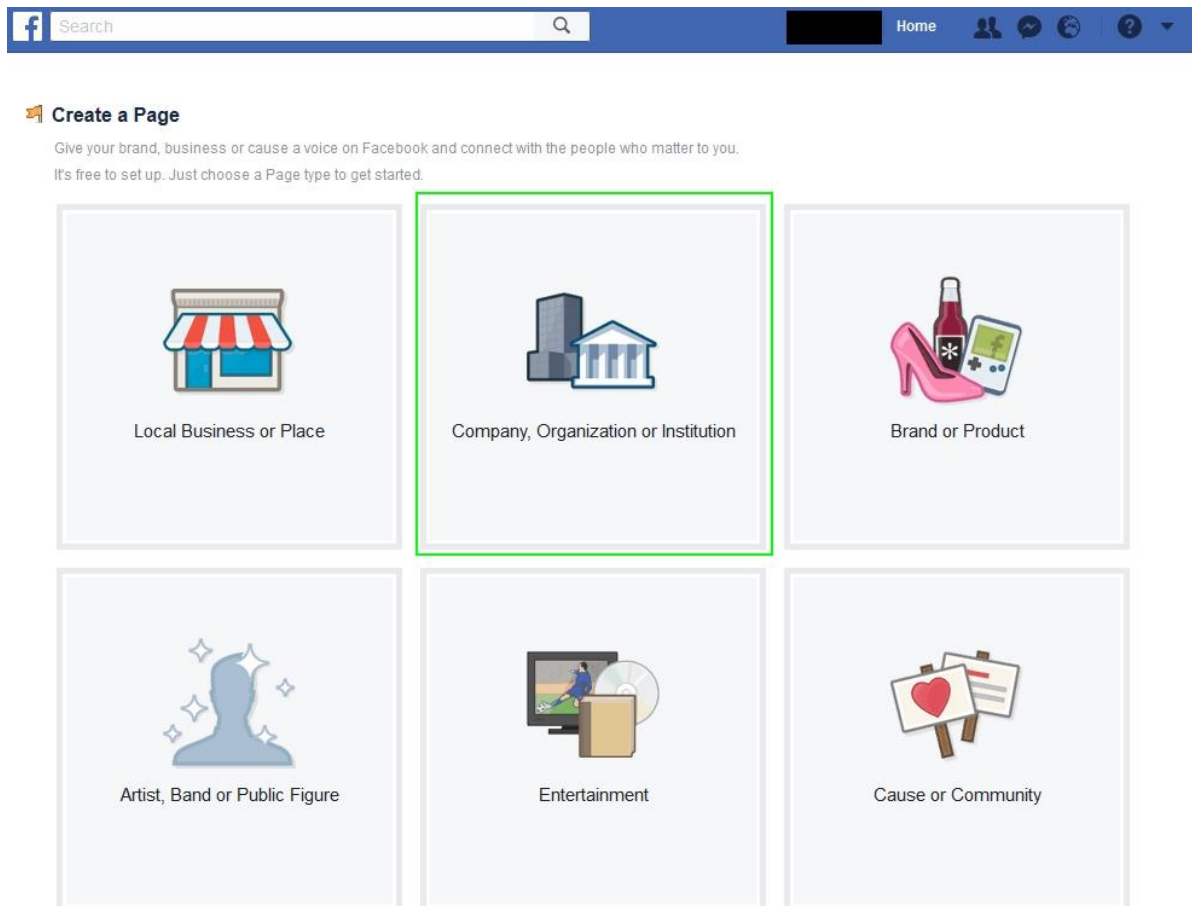 f
Search
Home
?
Create a Page
Give your brand, business or cause a voice on Facebook and connect with the people who matter to you.
It's free to set up. Just choose a Page type to get started.
Local Business or Place
Company, Organization or Institution
Brand or Product
Artist, Band or Public Figure
Entertainment
Cause or Community